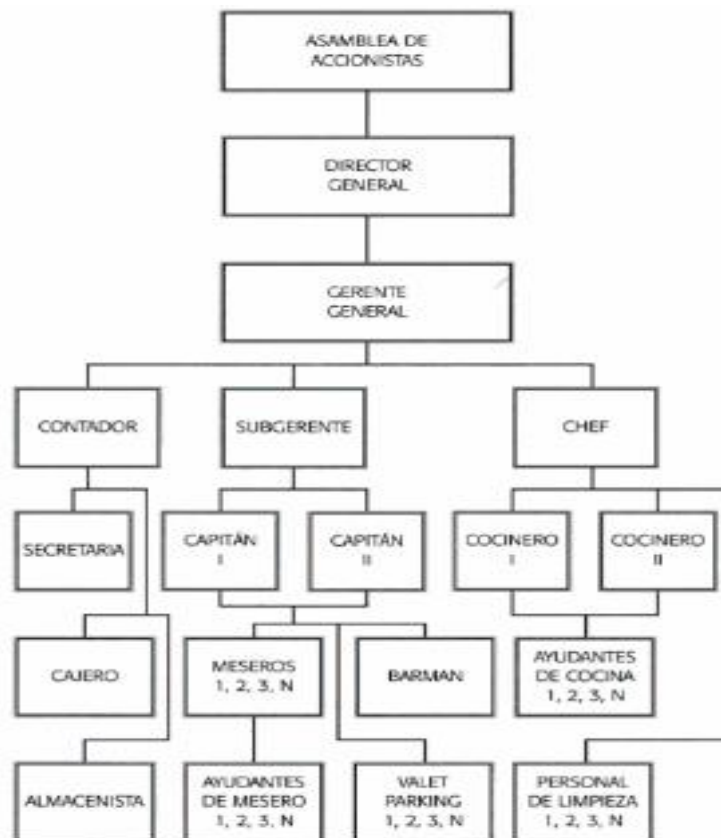 ASAMBLEA DE
ACCIONISTAS
DIRECTOR
GENERAL
GERENTE
GENERAL
CONTADOR
SUBGERENTE
CHEF
SECRETARIA
CAPITÁN
I
CAPITÁN
II
COCINERO
I
COCINERO
II
CAJERO
MESEROS
1, 2, 3, N
BARMAN
AYUDANTES
DE COCINA
1, 2, 3, N
ALMACENISTA
AYUDANTES
DE MESERO
1, 2, 3, N
VALET
PARKING
1, 2, 3, N
PERSONAL
DE LIMPIEZA
1, 2, 3, N